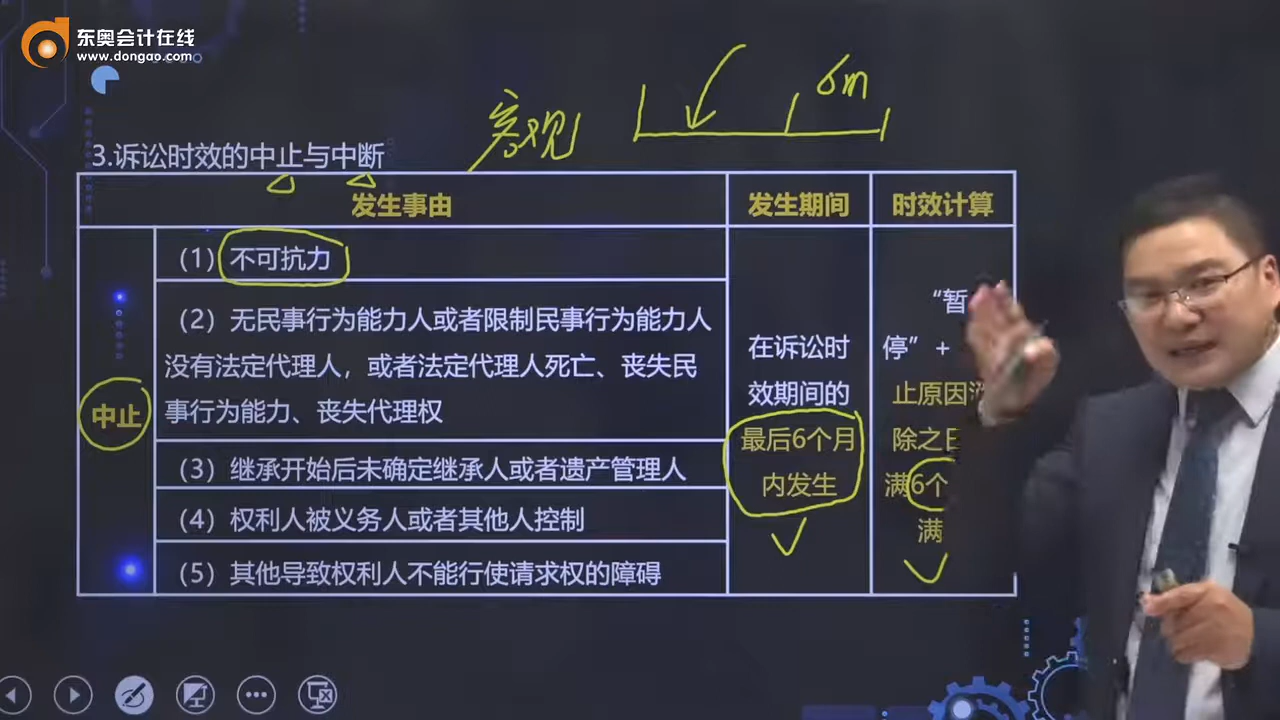 东奥会计在线
www.dongao.com
客观
6m
3.诉讼时效的中止与中断
发生事由
发生期间
时效计算
中止
（1）不可抗力
（2）无民事行为能力人或者限制民事行为能力人
没有法定代理人，或者法定代理人死亡、丧失民
事行为能力、丧失代理权
（3）继承开始后未确定继承人或者遗产管理人
（4）权利人被义务人或者其他人控制
（5）其他导致权利人不能行使请求权的障碍
在诉讼时
效期间的
最后6个月
内发生
“暂
停” +
止原因
除之日
满6个
满